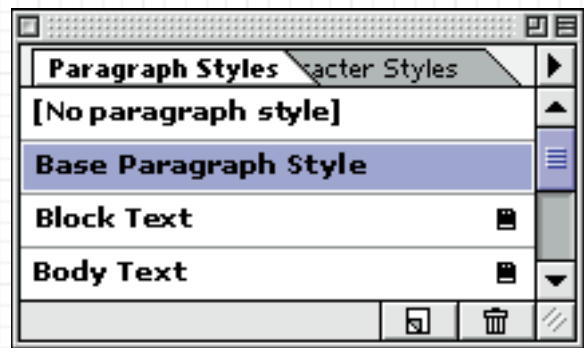 Paragraph Styles acter Styles
[No paragraph style]
Base Paragraph Style
Block Text
Body Text